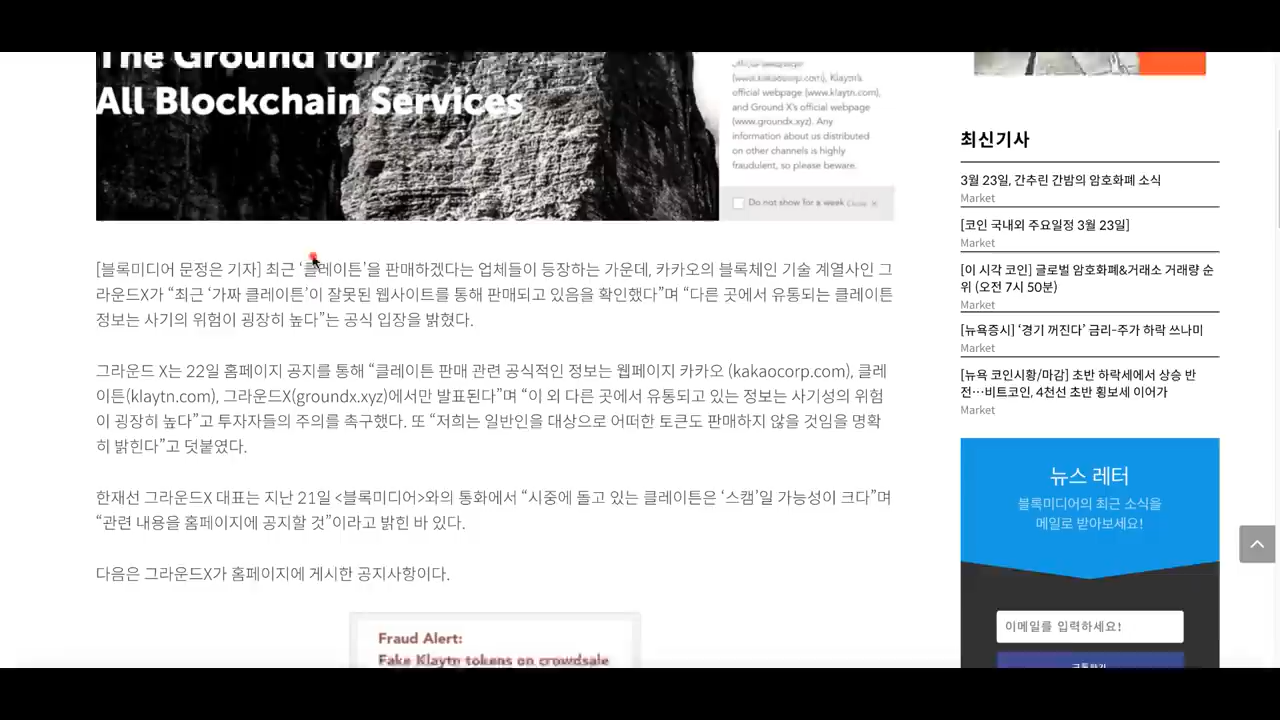 The Ground for
All Blockchain Services
official webpage
(www.kakaocorp.com), Klaytn's
official webpage (www.klaytn.com),
and Ground X's official webpage
(www.groundx.xyz). Any
information about us distributed
on other channels is highly
fraudulent, so please beware.
Do not show for a week Close ×
[블록미디어 문정은 기자] 최근 ‘클레이튼’을 판매하겠다는 업체들이 등장하는 가운데, 카카오의 블록체인 기술 계열사인 그
라운드X가 “최근 ‘가짜 클레이튼’이 잘못된 웹사이트를 통해 판매되고 있음을 확인했다”며 “다른 곳에서 유통되는 클레이튼
정보는 사기의 위험이 굉장히 높다”는 공식 입장을 밝혔다.
그라운드 X는 22일 홈페이지 공지를 통해 “클레이튼 판매 관련 공식적인 정보는 웹페이지 카카오 (kakaocorp.com), 클레
이튼(klaytn.com), 그라운드X(groundx.xyz)에서만 발표된다”며 “이 외 다른 곳에서 유통되고 있는 정보는 사기성의 위험
이 굉장히 높다”고 투자자들의 주의를 촉구했다. 또 “저희는 일반인을 대상으로 어떠한 토큰도 판매하지 않을 것임을 명확
히 밝힌다”고 덧붙였다.
한재선 그라운드X 대표는 지난 21일 <블록미디어>와의 통화에서 “시중에 돌고 있는 클레이튼은 ‘스캠’일 가능성이 크다”며
“관련 내용을 홈페이지에 공지할 것”이라고 밝힌 바 있다.
다음은 그라운드X가 홈페이지에 게시한 공지사항이다.
Fraud Alert:
Fake Klaytn tokens on crowdsale
최신기사
3월 23일, 간추린 간밤의 암호화폐 소식
Market
[코인 국내외 주요일정 3월 23일]
Market
[이 시각 코인] 글로벌 암호화폐&거래소 거래량 순
위 (오전 7시 50분)
Market
[뉴욕증시] ‘경기 꺼진다’ 금리-주가 하락 쓰나미
Market
[뉴욕 코인시황/마감] 초반 하락세에서 상승 반
전…비트코인, 4천선 초반 횡보세 이어가
Market
뉴스 레터
블록미디어의 최근 소식을
메일로 받아보세요!
이메일를 입력하세요!